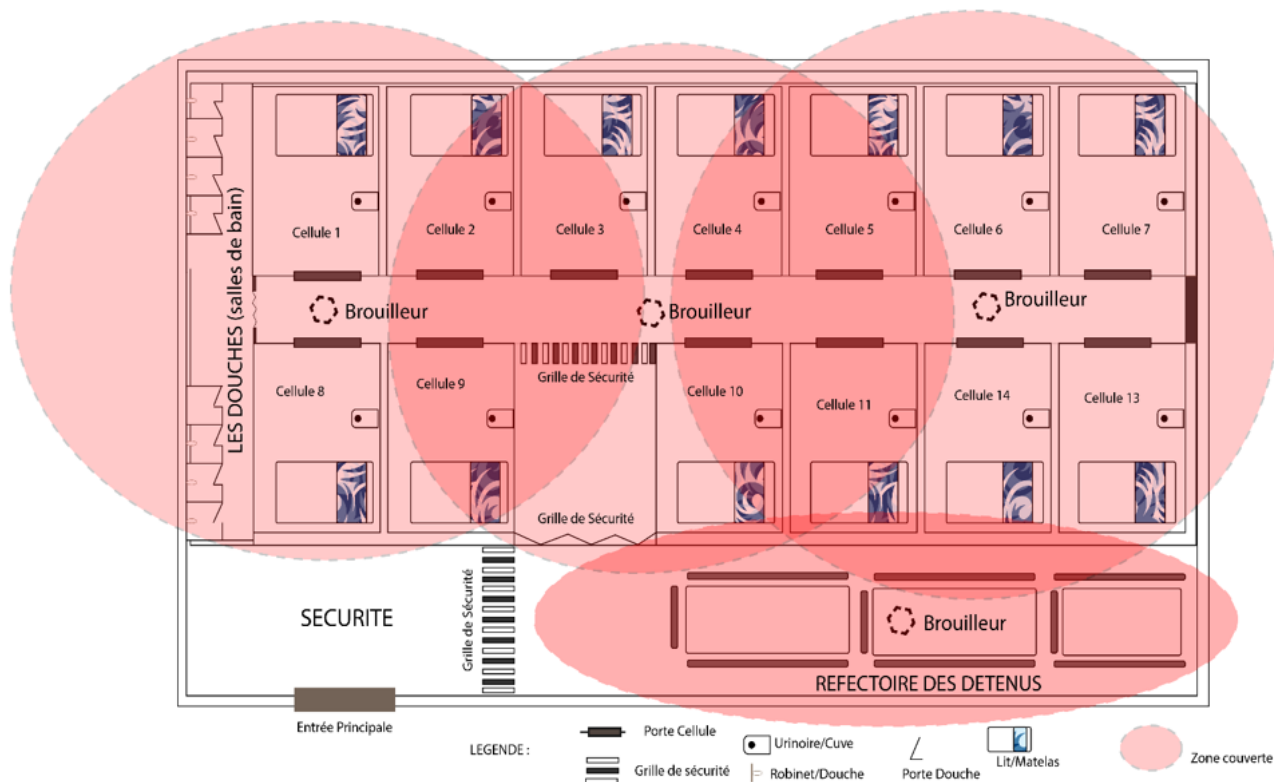 LES DOUCHES (salles de bain)
Cellule 1
Cellule 2
Cellule 3
Cellule 4
Cellule 5
Cellule 6
Cellule 7
Brouilleur
Brouilleur
Brouilleur
Cellule 8
Cellule 9
Grille de Sécurité
Cellule 10
Cellule 11
Cellule 14
Cellule 13
Grille de Sécurité
SECURITE
Grille de Sécurité
Brouilleur
REFECTOIRE DES DETENUS
Entrée Principale
LEGENDE :
Porte Cellule
Grille de sécurité
Urinoire/Cuve
Robinet/Douche
Porte Douche
Lit/Matelas
Zone couverte